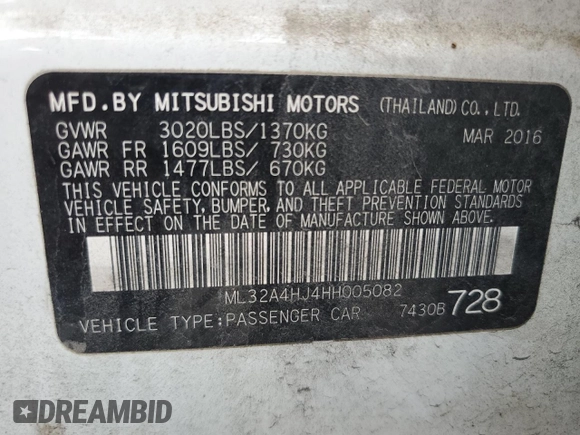 MFD.BY MITSUBISHI MOTORS (THAILAND) CO., LTD.
GVWR 3020LBS/1370KG MAR 2016
GAWR FR 1609LBS/ 730KG
GAWR RR 1477LBS/ 670KG
THIS VEHICLE CONFORMS TO ALL APPLICABLE FEDERAL MOTOR
VEHICLE SAFETY, BUMPER, AND THEFT PREVENTION STANDARDS
IN EFFECT ON THE DATE OF MANUFACTURE SHOWN ABOVE.
ML32A4HJ4HH005082
VEHICLE TYPE:PASSENGER CAR 7430B 728
DREAMBID